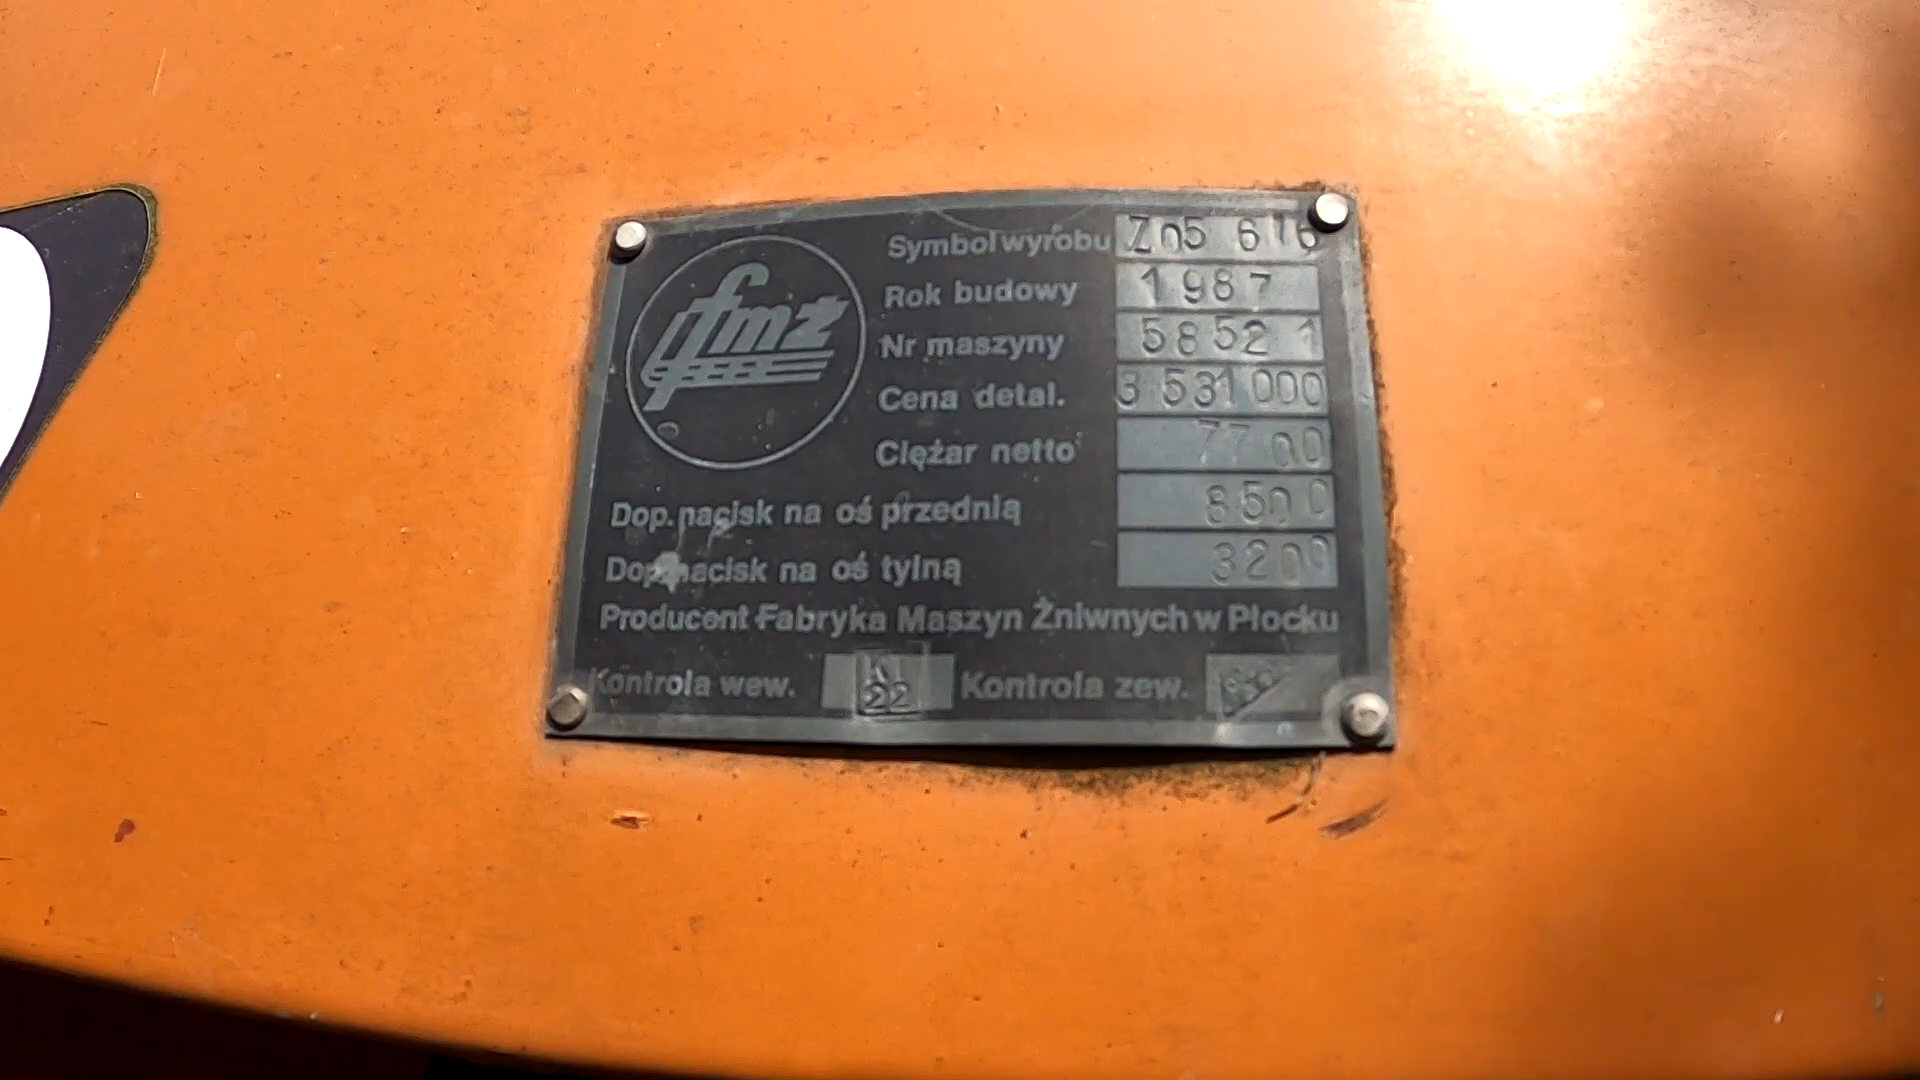 fmż
Symbol wyrobu Z05 616
Rok budowy 1987
Nr maszyny 58521
Cena detal. 3 531 000
Ciężar netto 7700
Dop. nacisk na oś przednią 8500
Dop. nacisk na oś tylną 3200
Producent Fabryka Maszyn Żniwnych w Płocku
Kontrola wew. 22 Kontrola zew.